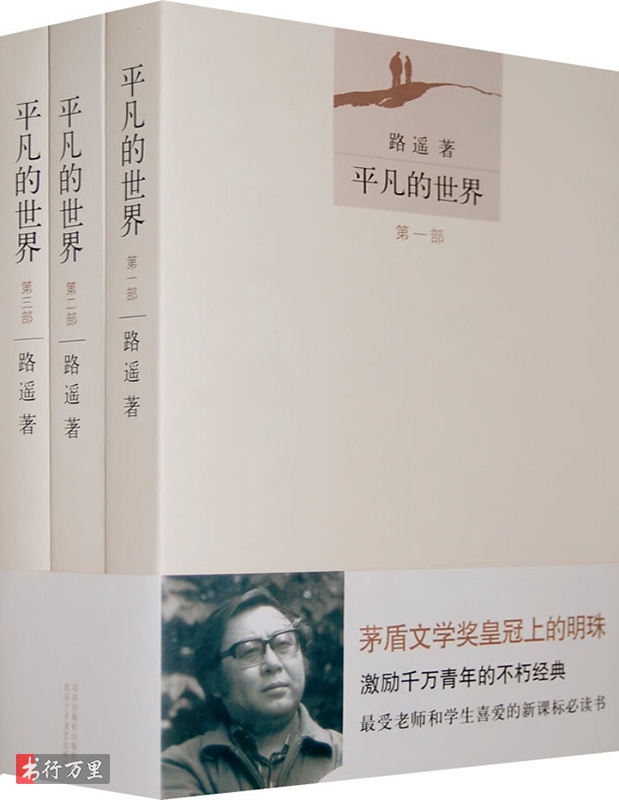 平凡的世界
第三部
路遥 著
平凡的世界
第二部
路遥 著
平凡的世界
第一部
路遥 著
路遥 著
平凡的世界
第一部
茅盾文学奖皇冠上的明珠
激励千万青年的不朽经典
最受老师和学生喜爱的新课标必读书
书行万里